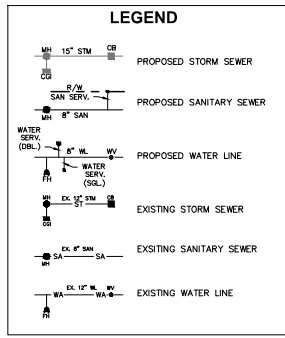 LEGEND
MH 15" STM CB
CGI
PROPOSED STORM SEWER
R/W
SAN SERV.
MH 8" SAN
PROPOSED SANITARY SEWER
WATER
SERV.
(DBL.)
8" WL WV
WATER
SERV.
(SGL.)
FH
PROPOSED WATER LINE
MH EX. 12" STM CB
ST
CGI
EXISTING STORM SEWER
EX. 8" SAN
MH SA SA
EXSITING SANITARY SEWER
EX. 12" WL WV
WA WA
FH
EXISTING WATER LINE